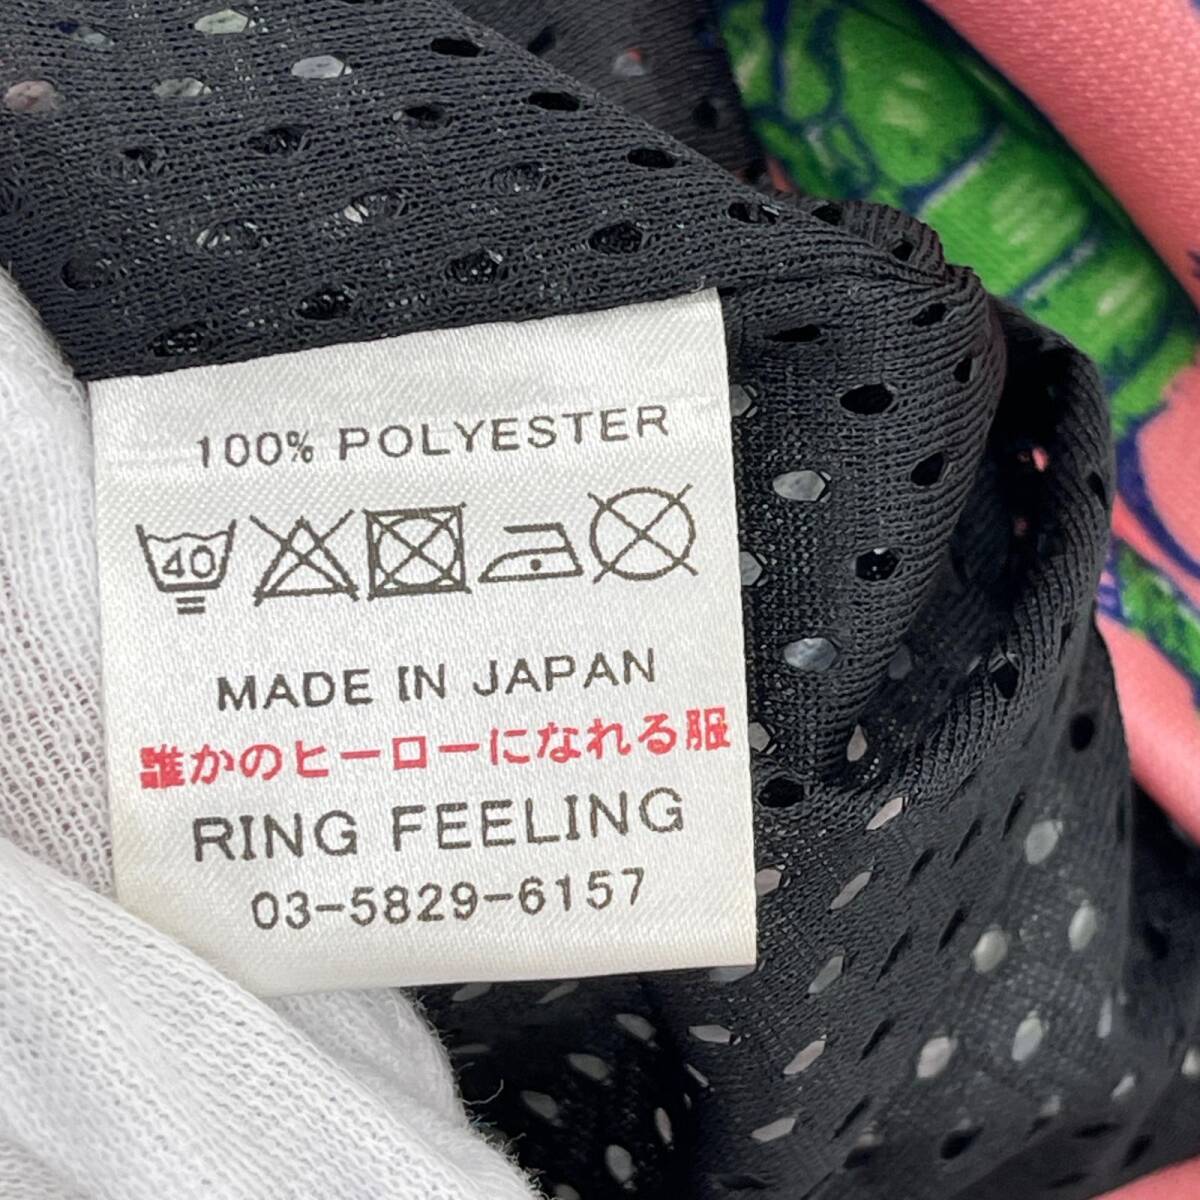 100% POLYESTER
40
MADE IN JAPAN
誰かのヒーローになれる服
RING FEELING
03-5829-6157